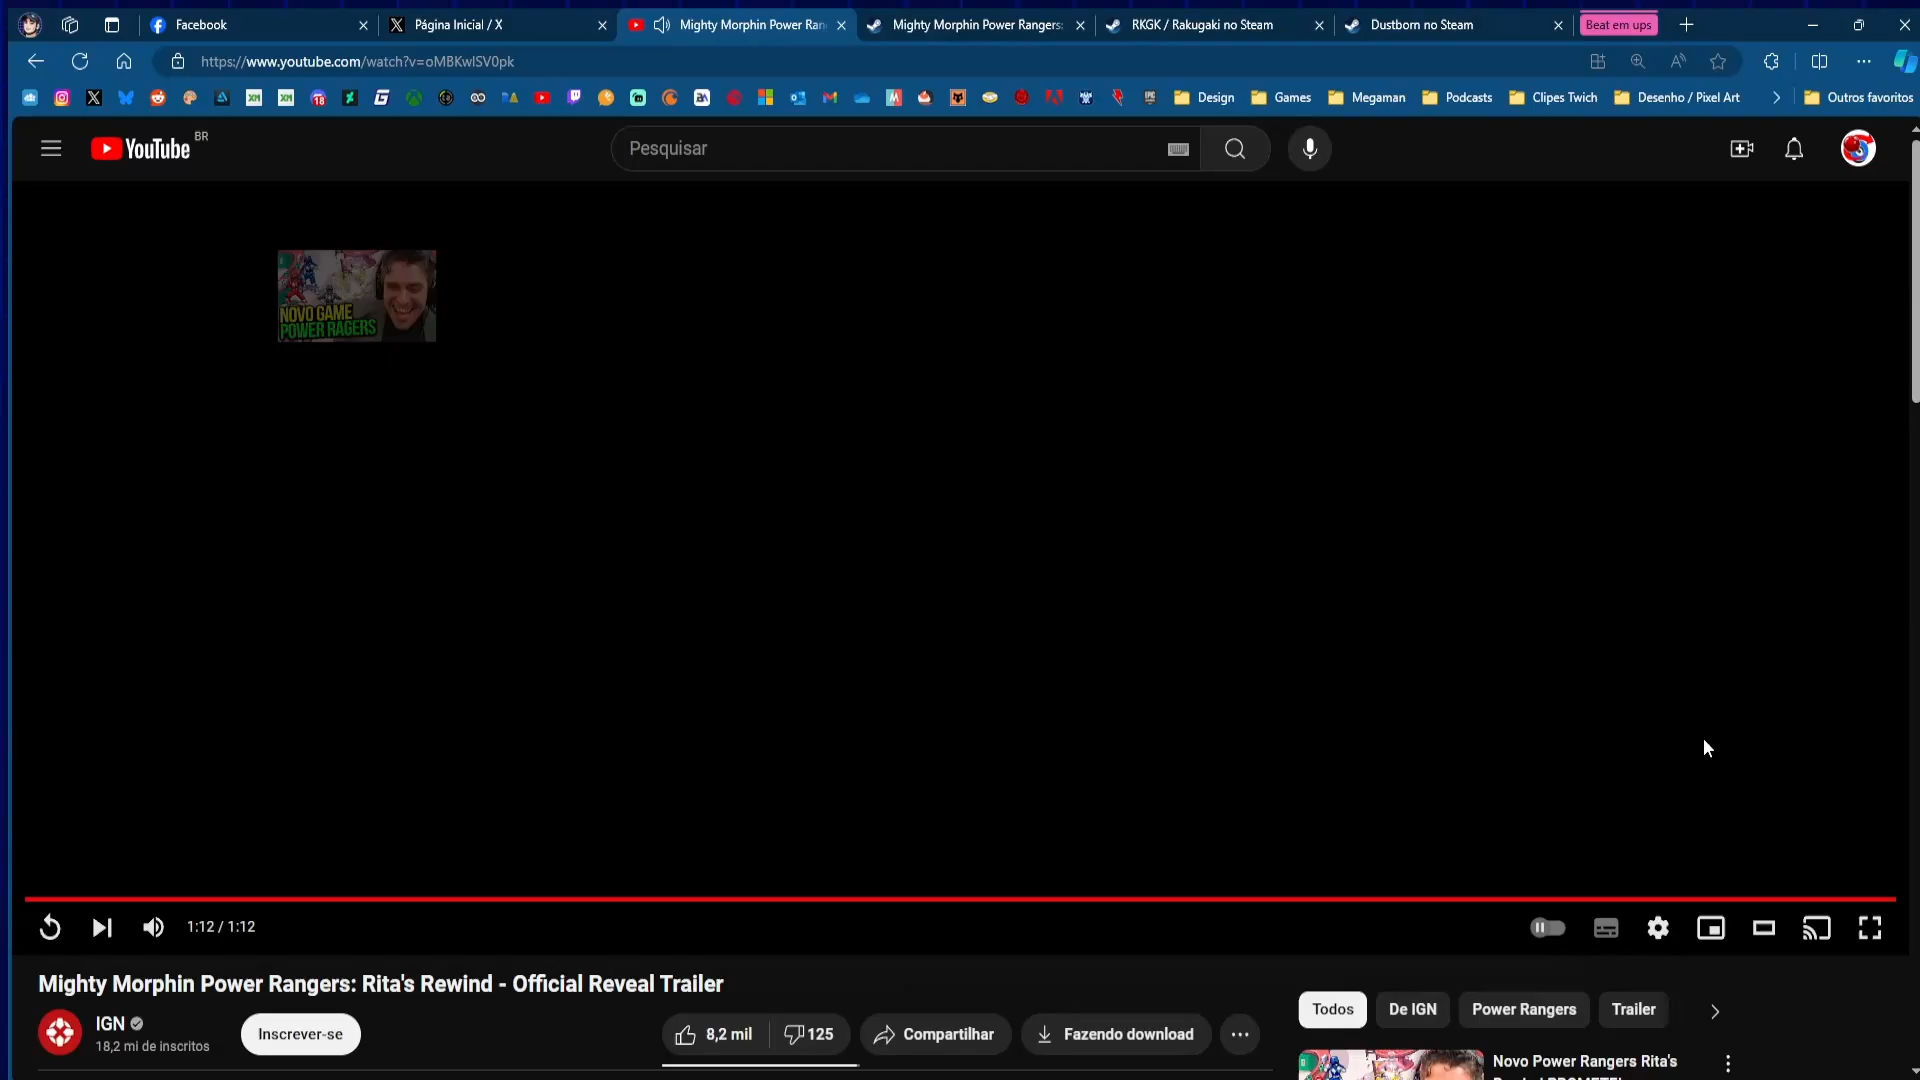 Facebook
Página Inicial / X
Mighty Morphin Power Ran
Mighty Morphin Power Rangers:
RKGK / Rakugaki no Steam
Dustborn no Steam
Beat em ups
https://www.youtube.com/watch?v=oMBKwlSV0pk
Design
Games
Megaman
Podcasts
Clipes Twich
Desenho / Pixel Art
Outros favoritos
YouTube BR
Pesquisar
NOVO GAME
POWER RAGERS
1:12 / 1:12
Mighty Morphin Power Rangers: Rita's Rewind - Official Reveal Trailer
IGN
18,2 mi de inscritos
Inscrever-se
8,2 mil
125
Compartilhar
Fazendo download
Todos
De IGN
Power Rangers
Trailer
Novo Power Rangers Rita's